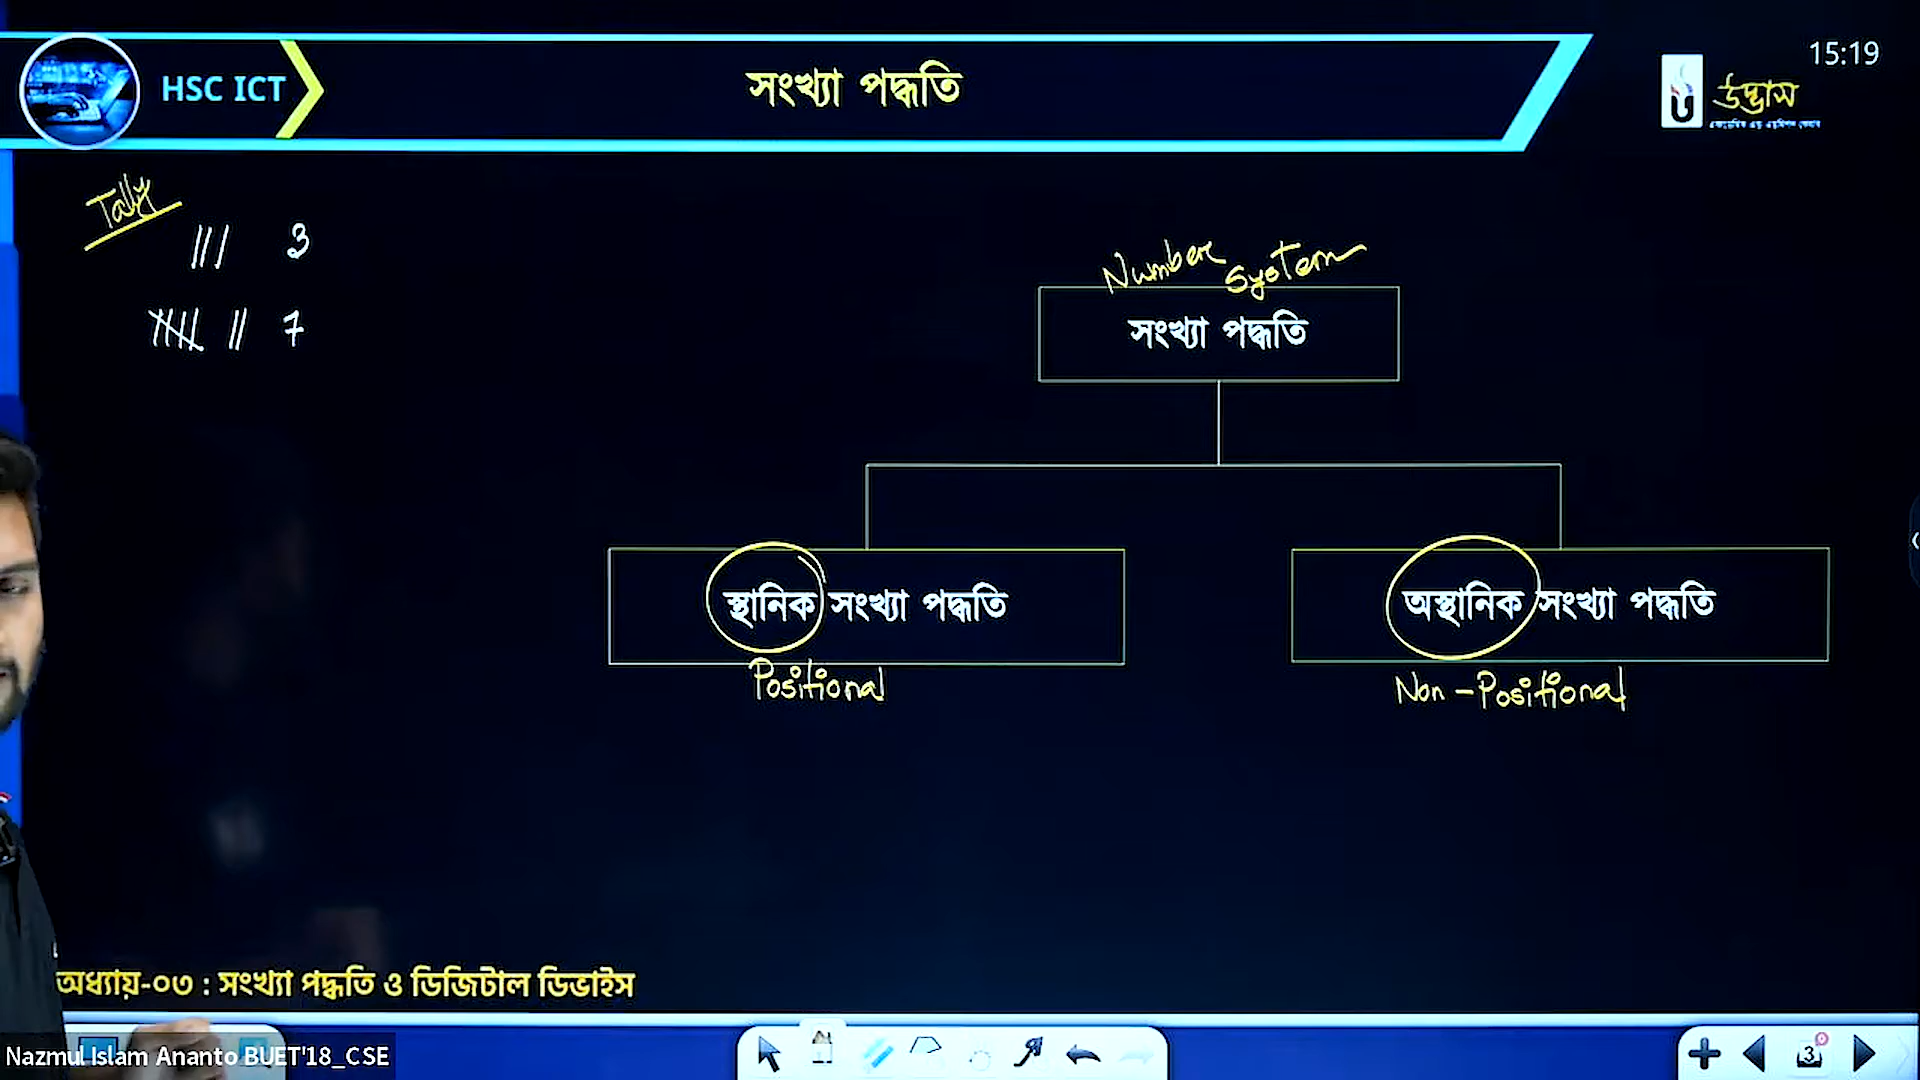 HSC ICT
সংখ্যা পদ্ধতি
উদ্ভাস
15:19
Tally
3
7
Number System
সংখ্যা পদ্ধতি
স্থানিক সংখ্যা পদ্ধতি
অস্থানিক সংখ্যা পদ্ধতি
Positional
Non-Positional
অধ্যায়-০৩ : সংখ্যা পদ্ধতি ও ডিজিটাল ডিভাইস
Nazmul Islam Ananto BUET'18_CSE
3